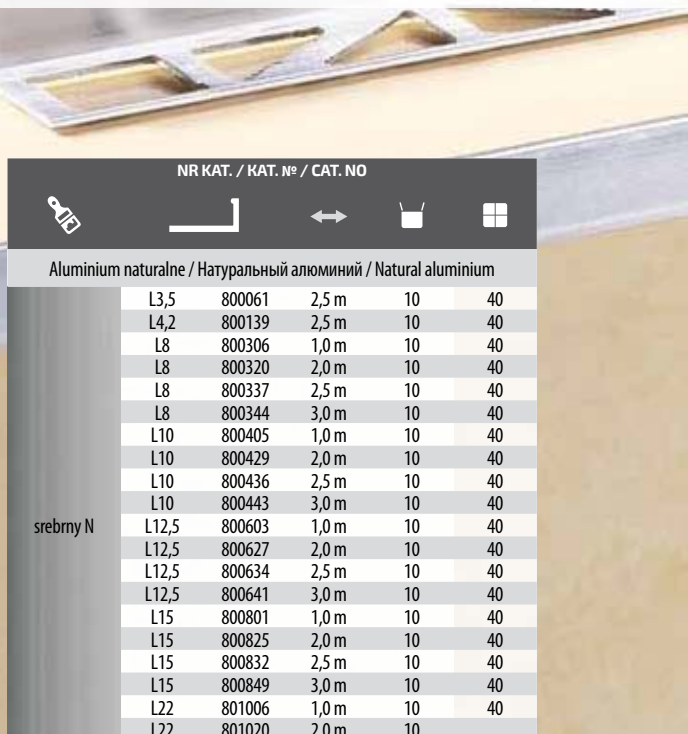 NR KAT. / КАТ. № / CAT. NO
Aluminium naturalne / Натуральный алюминий / Natural aluminium
L3,5 800061 2,5 m 10 40
L4,2 800139 2,5 m 10 40
L8 800306 1,0 m 10 40
L8 800320 2,0 m 10 40
L8 800337 2,5 m 10 40
L8 800344 3,0 m 10 40
L10 800405 1,0 m 10 40
L10 800429 2,0 m 10 40
L10 800436 2,5 m 10 40
L10 800443 3,0 m 10 40
srebrny N L12,5 800603 1,0 m 10 40
L12,5 800627 2,0 m 10 40
L12,5 800634 2,5 m 10 40
L12,5 800641 3,0 m 10 40
L15 800801 1,0 m 10 40
L15 800825 2,0 m 10 40
L15 800832 2,5 m 10 40
L15 800849 3,0 m 10 40
L22 801006 1,0 m 10 40
L22 801020 2,0 m 10